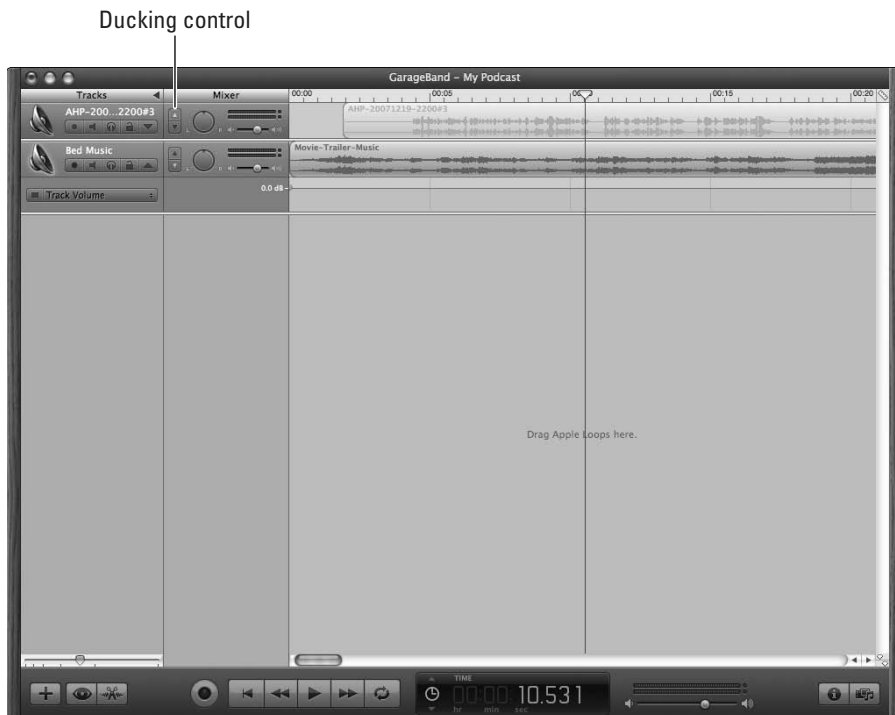 Ducking control
GarageBand – My Podcast
Tracks
Mixer
00:00
00:05
00:15
00:20
AHP-200...2200#3
L R
AHP-20071219-2200#3
Bed Music
L R
Movie-Trailer-Music
Track Volume
0.0 dB
Drag Apple Loops here.
TIME
00:00:10.531
hr min sec